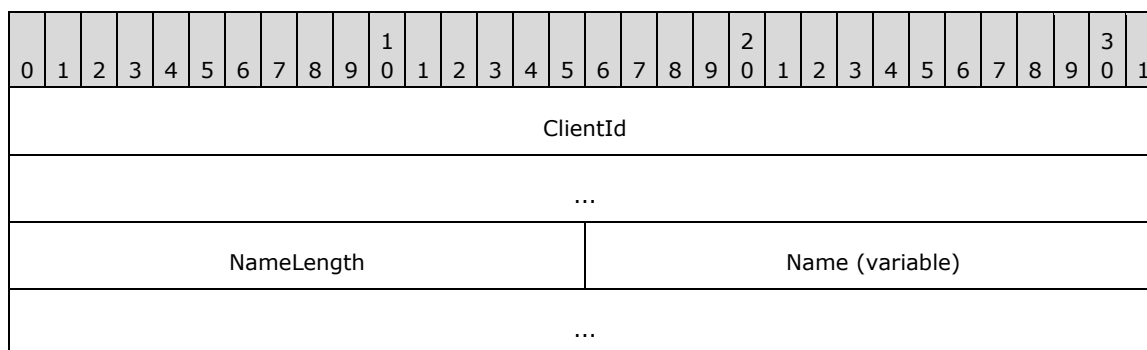 1 2 3
0 1 2 3 4 5 6 7 8 9 0 1 2 3 4 5 6 7 8 9 0 1 2 3 4 5 6 7 8 9 0 1
ClientId
...
NameLength Name (variable)
...